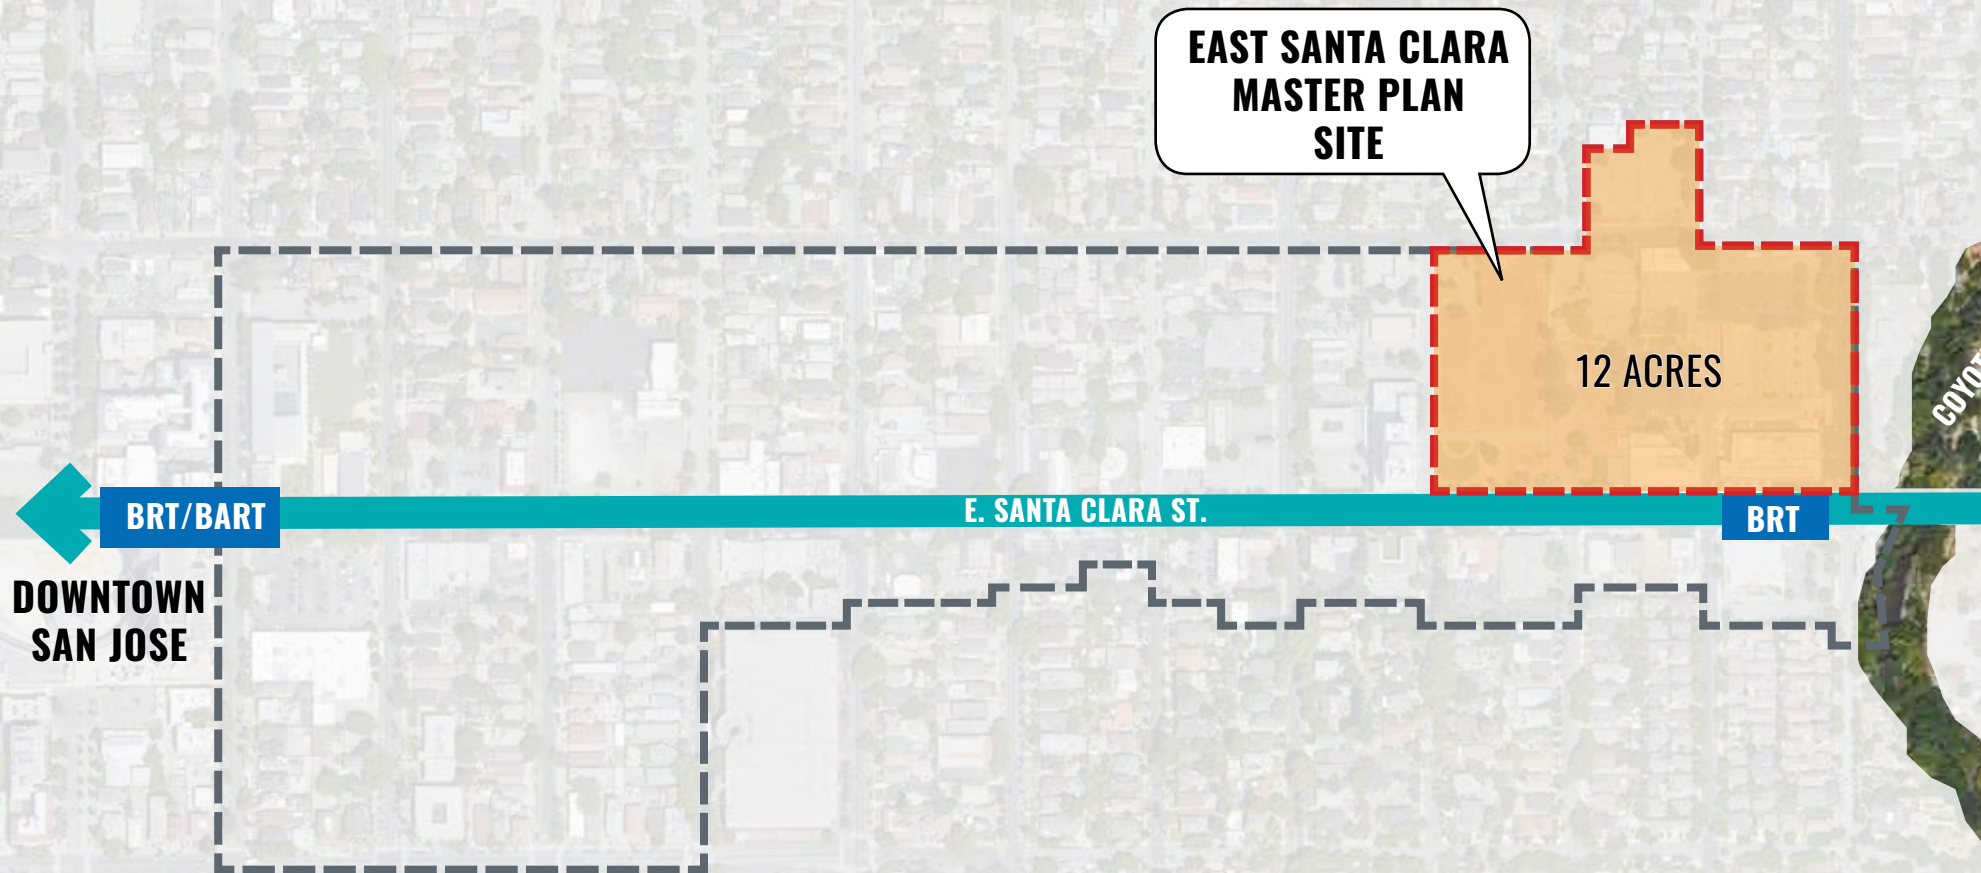 EAST SANTA CLARA
MASTER PLAN
SITE
12 ACRES
E. SANTA CLARA ST.
BRT/BART
BRT
DOWNTOWN
SAN JOSE